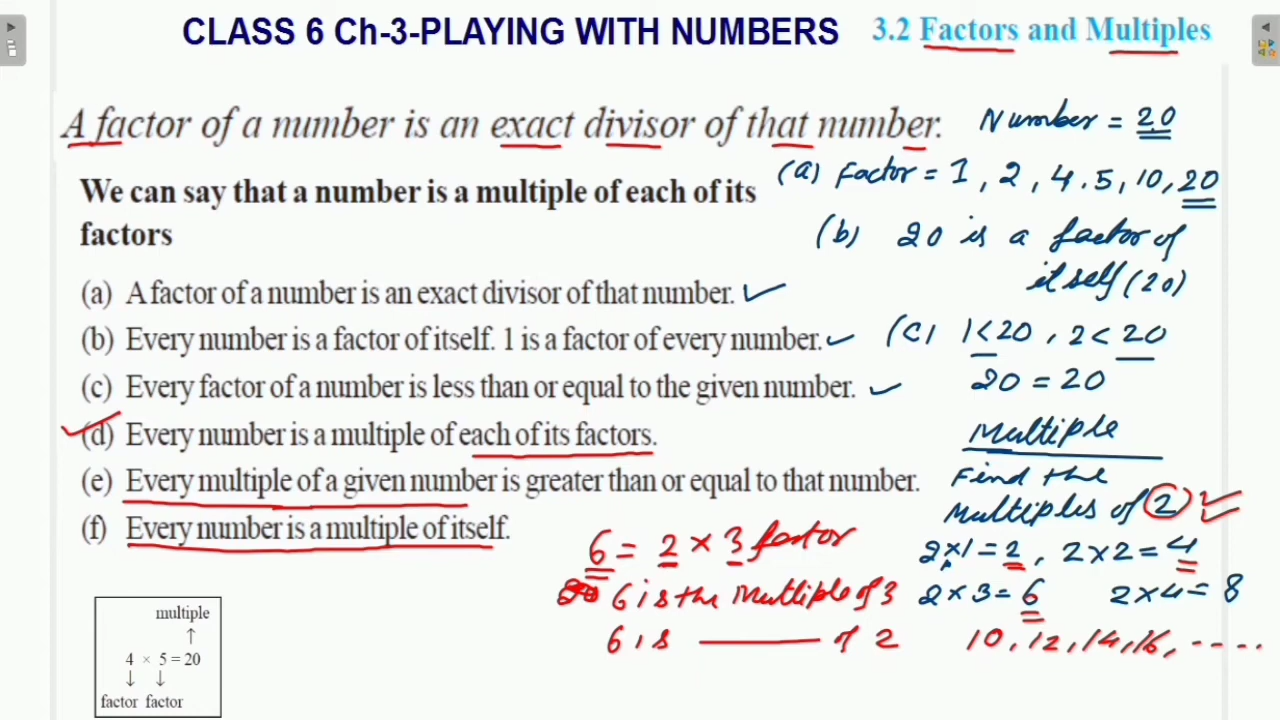 CLASS 6 Ch-3-PLAYING WITH NUMBERS
3.2 Factors and Multiples
A factor of a number is an exact divisor of that number.
We can say that a number is a multiple of each of its
factors
(a) A factor of a number is an exact divisor of that number.
(b) Every number is a factor of itself. 1 is a factor of every number.
(c) Every factor of a number is less than or equal to the given number.
(d) Every number is a multiple of each of its factors.
(e) Every multiple of a given number is greater than or equal to that number.
(f) Every number is a multiple of itself.
multiple
↑
4 × 5 = 20
↓ ↓
factor factor
6 = 2 × 3 factor
6 is the Multiple of 3
6 is ——— of 2
Number = 20
(a) Factor = 1, 2, 4. 5, 10, 20
(b) 20 is a factor of
itself (20)
(C) 1<20, 2<20
20 = 20
Multiple
Find the
Multiples of 2
2×1=2, 2×2=4
2×3=6 2×4=8
10, 12, 14, 16, -----